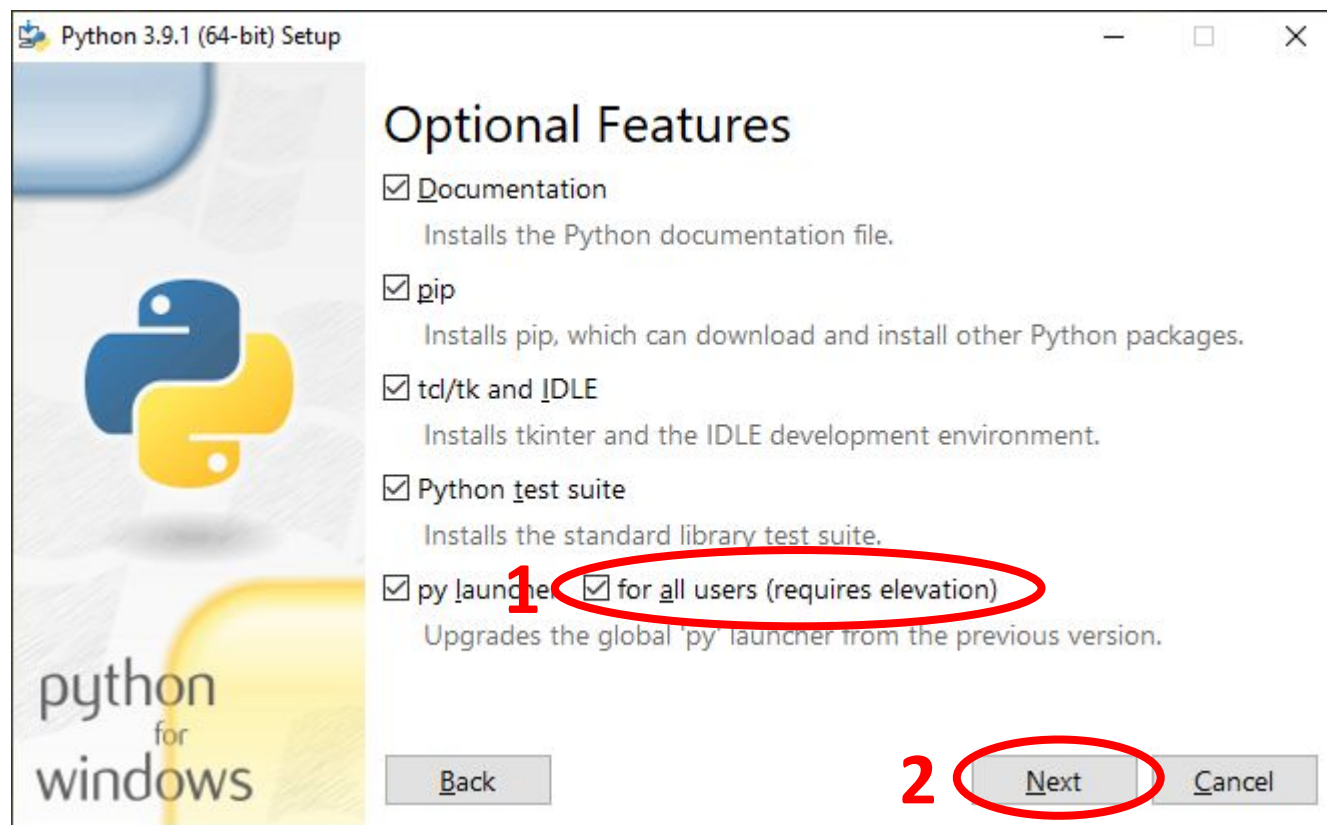 Python 3.9.1 (64-bit) Setup
Optional Features
Documentation
Installs the Python documentation file.
pip
Installs pip, which can download and install other Python packages.
tcl/tk and IDLE
Installs tkinter and the IDLE development environment.
Python test suite
Installs the standard library test suite.
py launcher 1 for all users (requires elevation)
Upgrades the global 'py' launcher from the previous version.
python
for
windows
Back 2 Next Cancel